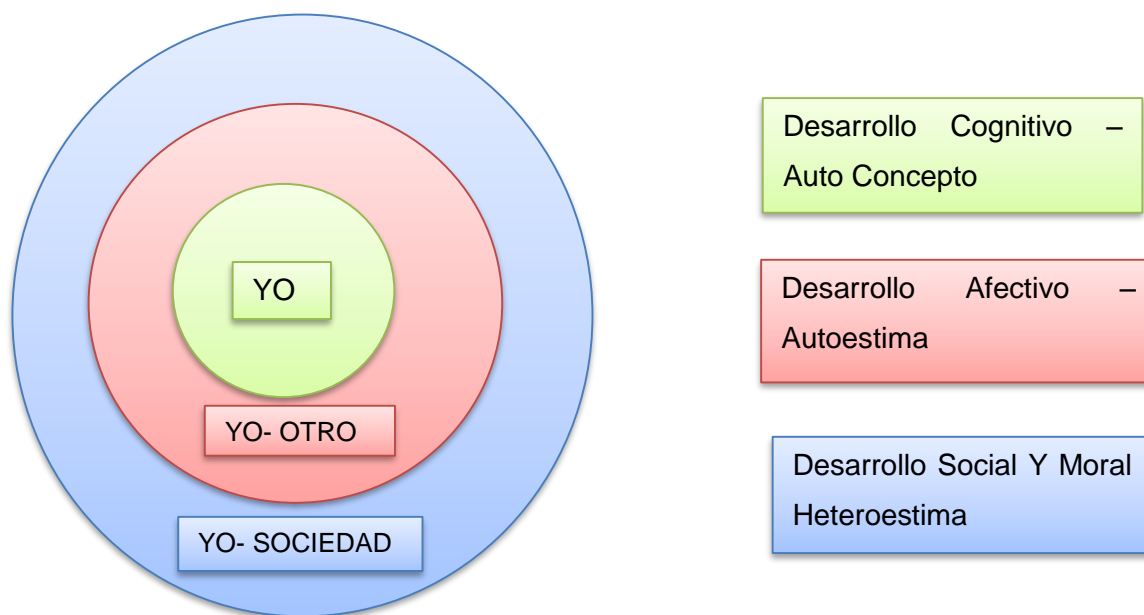 YO
YO- OTRO
YO- SOCIEDAD
Desarrollo Cognitivo –
Auto Concepto
Desarrollo Afectivo –
Autoestima
Desarrollo Social Y Moral
Heteroestima